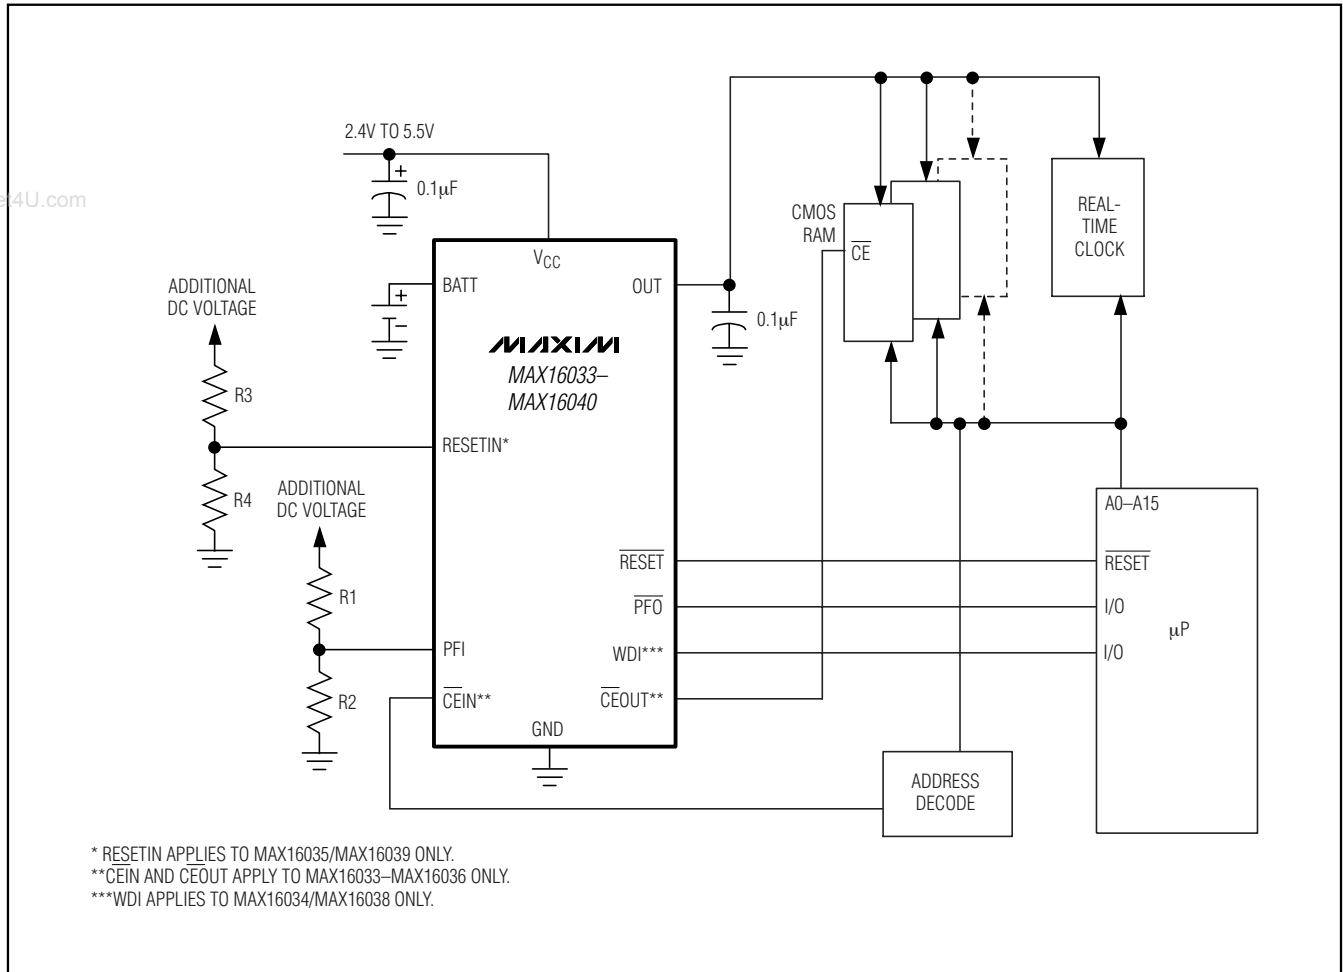 2.4V TO 5.5V
+
0.1μF
et4U.com
CMOS
RAM
CE
REAL-
TIME
CLOCK
VCC
BATT
OUT
+
−
0.1μF
ADDITIONAL
DC VOLTAGE
MAXIM
MAX16033–
MAX16040
R3
RESETIN*
R4
ADDITIONAL
DC VOLTAGE
A0–A15
RESET
RESET
R1
PFO
I/O
μP
PFI
WDI***
I/O
R2
CEIN**
CEOUT**
GND
ADDRESS
DECODE
* RESETIN APPLIES TO MAX16035/MAX16039 ONLY.
**CEIN AND CEOUT APPLY TO MAX16033–MAX16036 ONLY.
***WDI APPLIES TO MAX16034/MAX16038 ONLY.